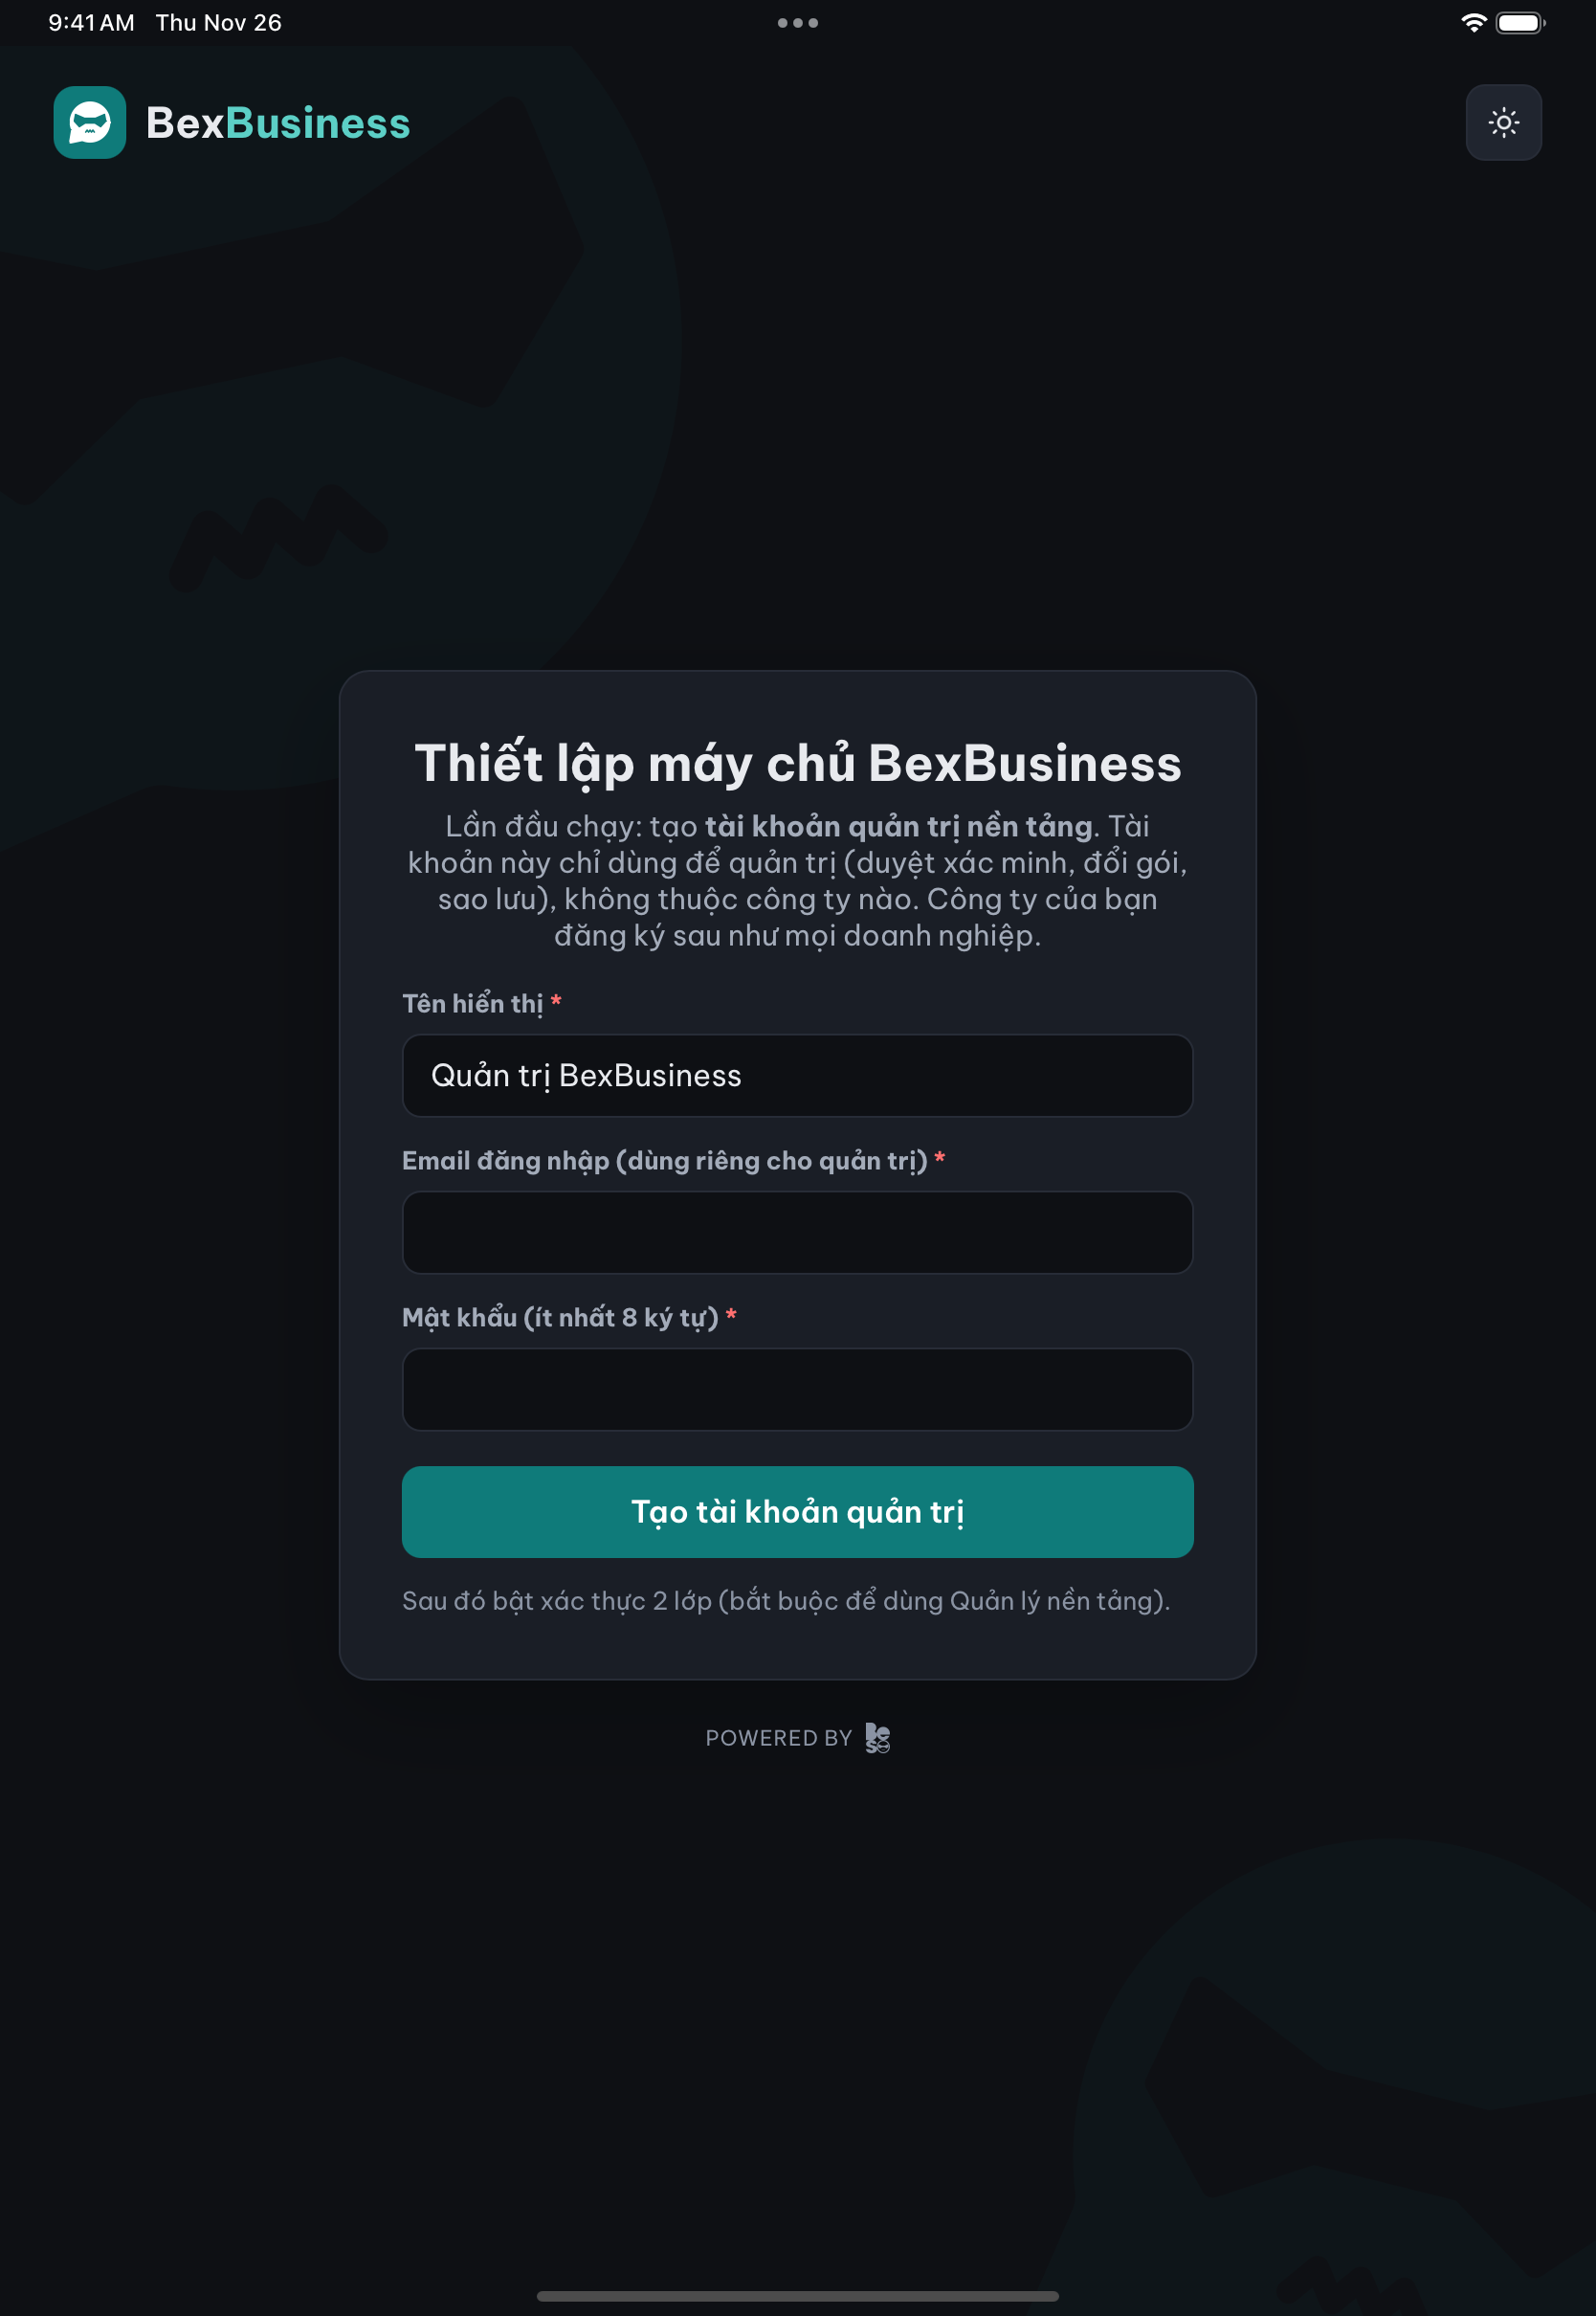 9:41 AM Thu Nov 26
BexBusiness
Thiết lập máy chủ BexBusiness
Lần đầu chạy: tạo tài khoản quản trị nền tảng. Tài
khoản này chỉ dùng để quản trị (duyệt xác minh, đổi gói,
sao lưu), không thuộc công ty nào. Công ty của bạn
đăng ký sau như mọi doanh nghiệp.
Tên hiển thị *
Quản trị BexBusiness
Email đăng nhập (dùng riêng cho quản trị) *
Mật khẩu (ít nhất 8 ký tự) *
Tạo tài khoản quản trị
Sau đó bật xác thực 2 lớp (bắt buộc để dùng Quản lý nền tảng).
POWERED BY